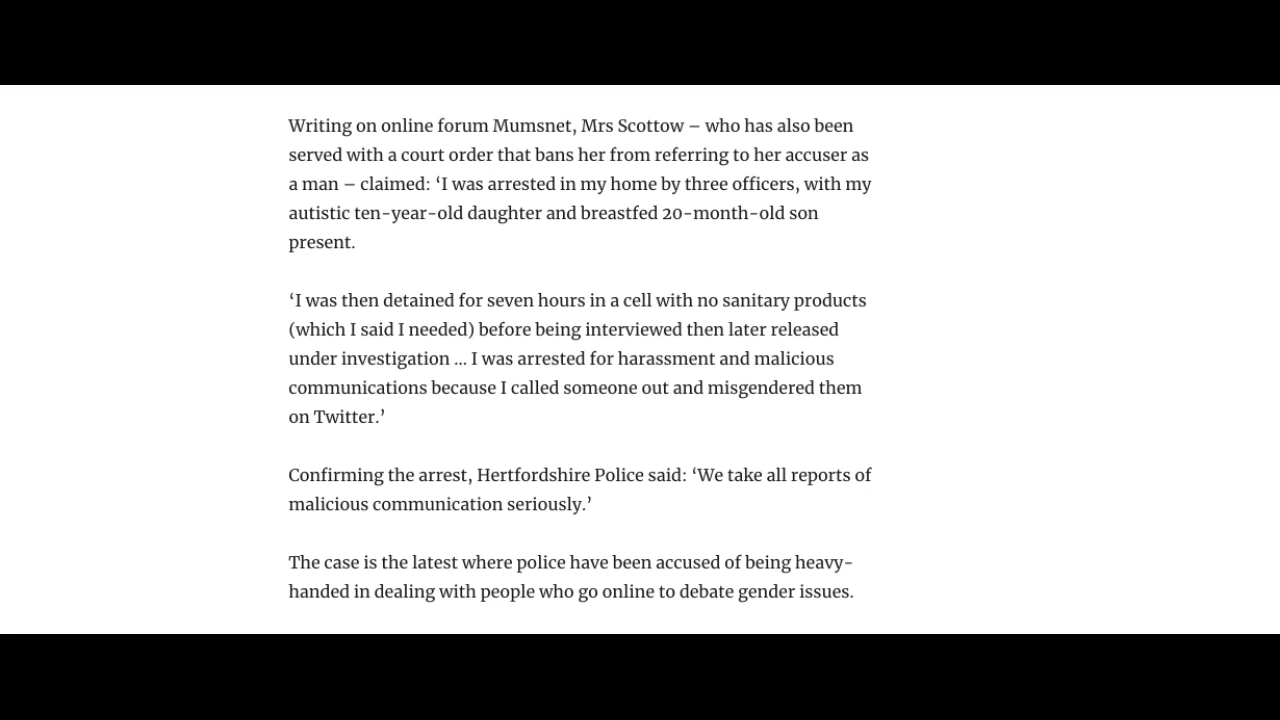 Writing on online forum Mumsnet, Mrs Scottow – who has also been
served with a court order that bans her from referring to her accuser as
a man – claimed: ‘I was arrested in my home by three officers, with my
autistic ten-year-old daughter and breastfed 20-month-old son
present.
‘I was then detained for seven hours in a cell with no sanitary products
(which I said I needed) before being interviewed then later released
under investigation ... I was arrested for harassment and malicious
communications because I called someone out and misgendered them
on Twitter.’
Confirming the arrest, Hertfordshire Police said: ‘We take all reports of
malicious communication seriously.’
The case is the latest where police have been accused of being heavy-
handed in dealing with people who go online to debate gender issues.